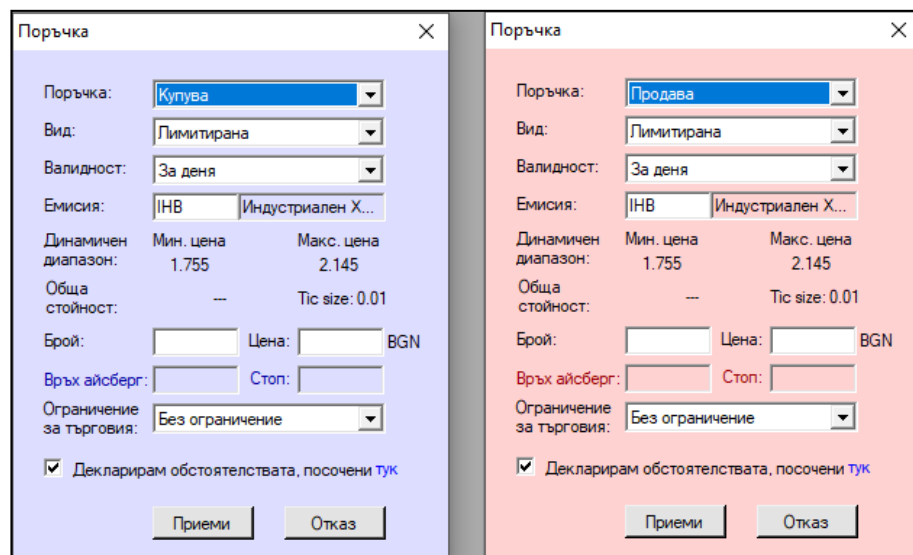 Поръчка
Поръчка: Купува
Вид: Лимитирана
Валидност: За деня
Емисия: IHB Индустриален Х...
Динамичен диапазон: Мин. цена Макс. цена
1.755 2.145
Обща стойност: --- Tic size: 0.01
Брой: Цена: BGN
Връх айсберг: Стоп:
Ограничение за търговия: Без ограничение
Декларирам обстоятелствата, посочени тук
Приеми Отказ
Поръчка
Поръчка: Продава
Вид: Лимитирана
Валидност: За деня
Емисия: IHB Индустриален Х...
Динамичен диапазон: Мин. цена Макс. цена
1.755 2.145
Обща стойност: --- Tic size: 0.01
Брой: Цена: BGN
Връх айсберг: Стоп:
Ограничение за търговия: Без ограничение
Декларирам обстоятелствата, посочени тук
Приеми Отказ